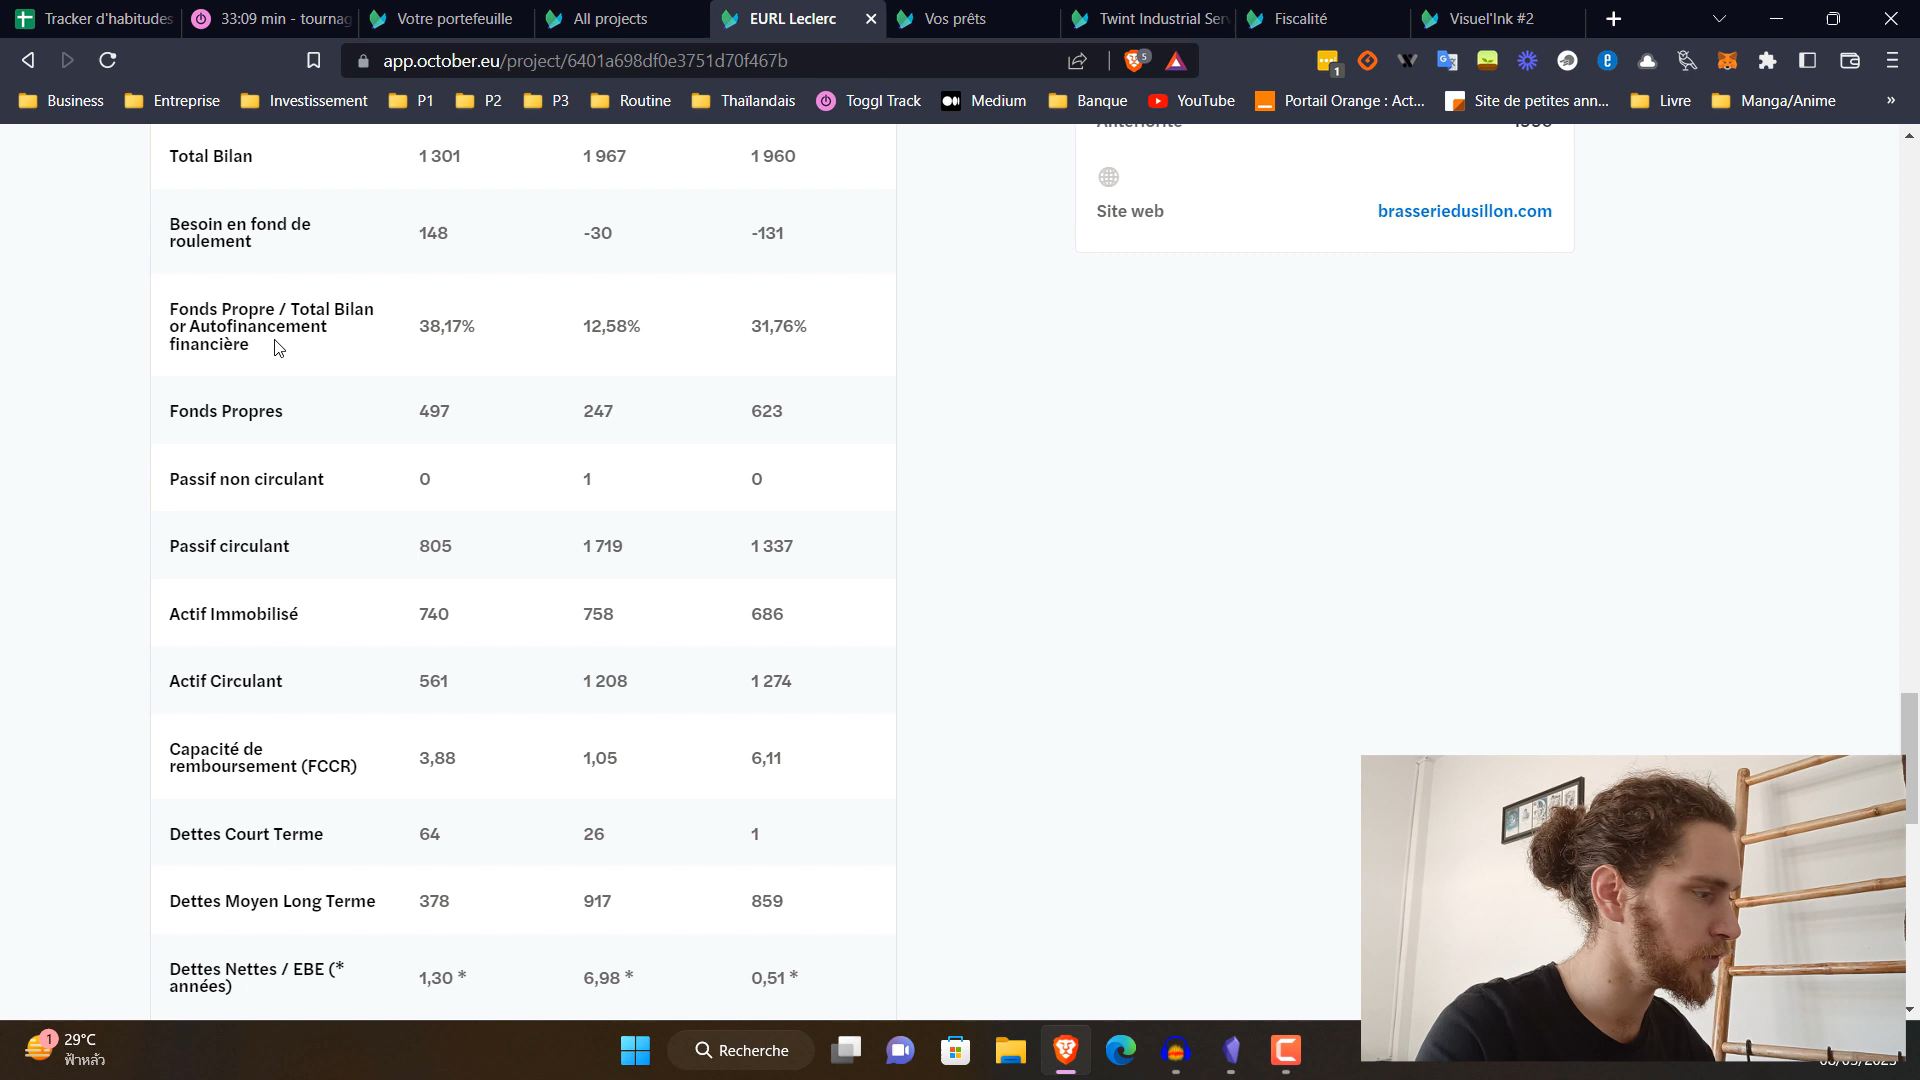 Tracker d'habitudes
33:09 min - tournag
Votre portefeuille
All projects
EURL Leclerc
Vos prêts
Twint Industrial Serv
Fiscalité
Visuel'Ink #2
app.october.eu/project/6401a698df0e3751d70f467b
5
1
Business
Entreprise
Investissement
P1
P2
P3
Routine
Thaïlandais
Toggl Track
Medium
Banque
YouTube
Portail Orange : Act...
Site de petites ann...
Livre
Manga/Anime
»
Total Bilan 1 301 1 967 1 960
Besoin en fond de
roulement 148 -30 -131
Fonds Propre / Total Bilan
or Autofinancement 38,17% 12,58% 31,76%
financière
Fonds Propres 497 247 623
Passif non circulant 0 1 0
Passif circulant 805 1 719 1 337
Actif Immobilisé 740 758 686
Actif Circulant 561 1 208 1 274
Capacité de
remboursement (FCCR) 3,88 1,05 6,11
Dettes Court Terme 64 26 1
Dettes Moyen Long Terme 378 917 859
Dettes Nettes / EBE (*
années) 1,30 * 6,98 * 0,51 *
Antériorité
Site web brasseriedusillon.com
1
29°C
ฟ้าหลัว
Recherche